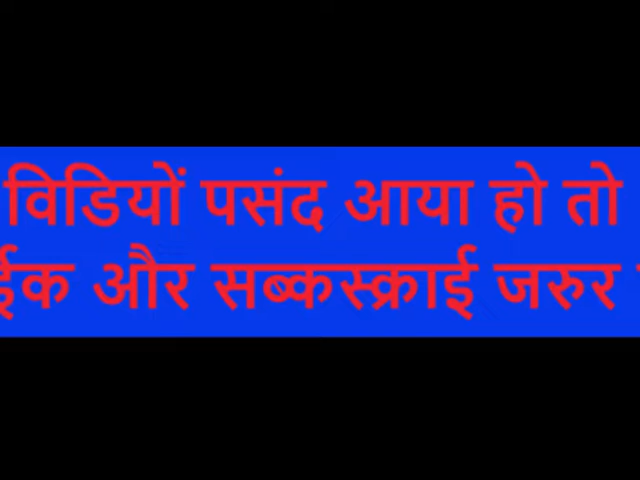 विडियों पसंद आया हो तो
ईक और सब्कस्क्राई जरुर